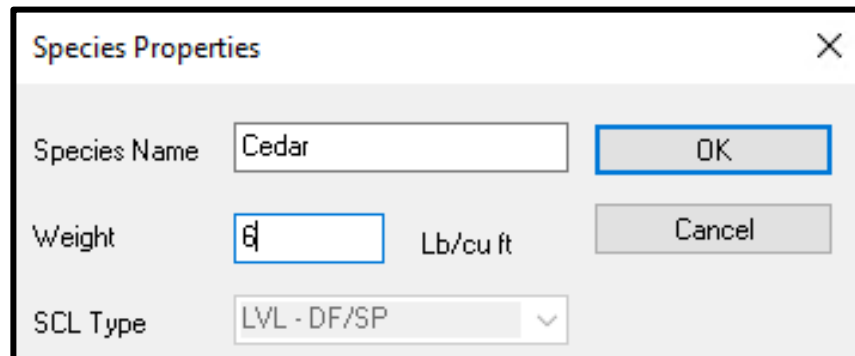 Species Properties
Species Name Cedar OK
Weight 6 Lb/cu ft Cancel
SCL Type LVL - DF/SP